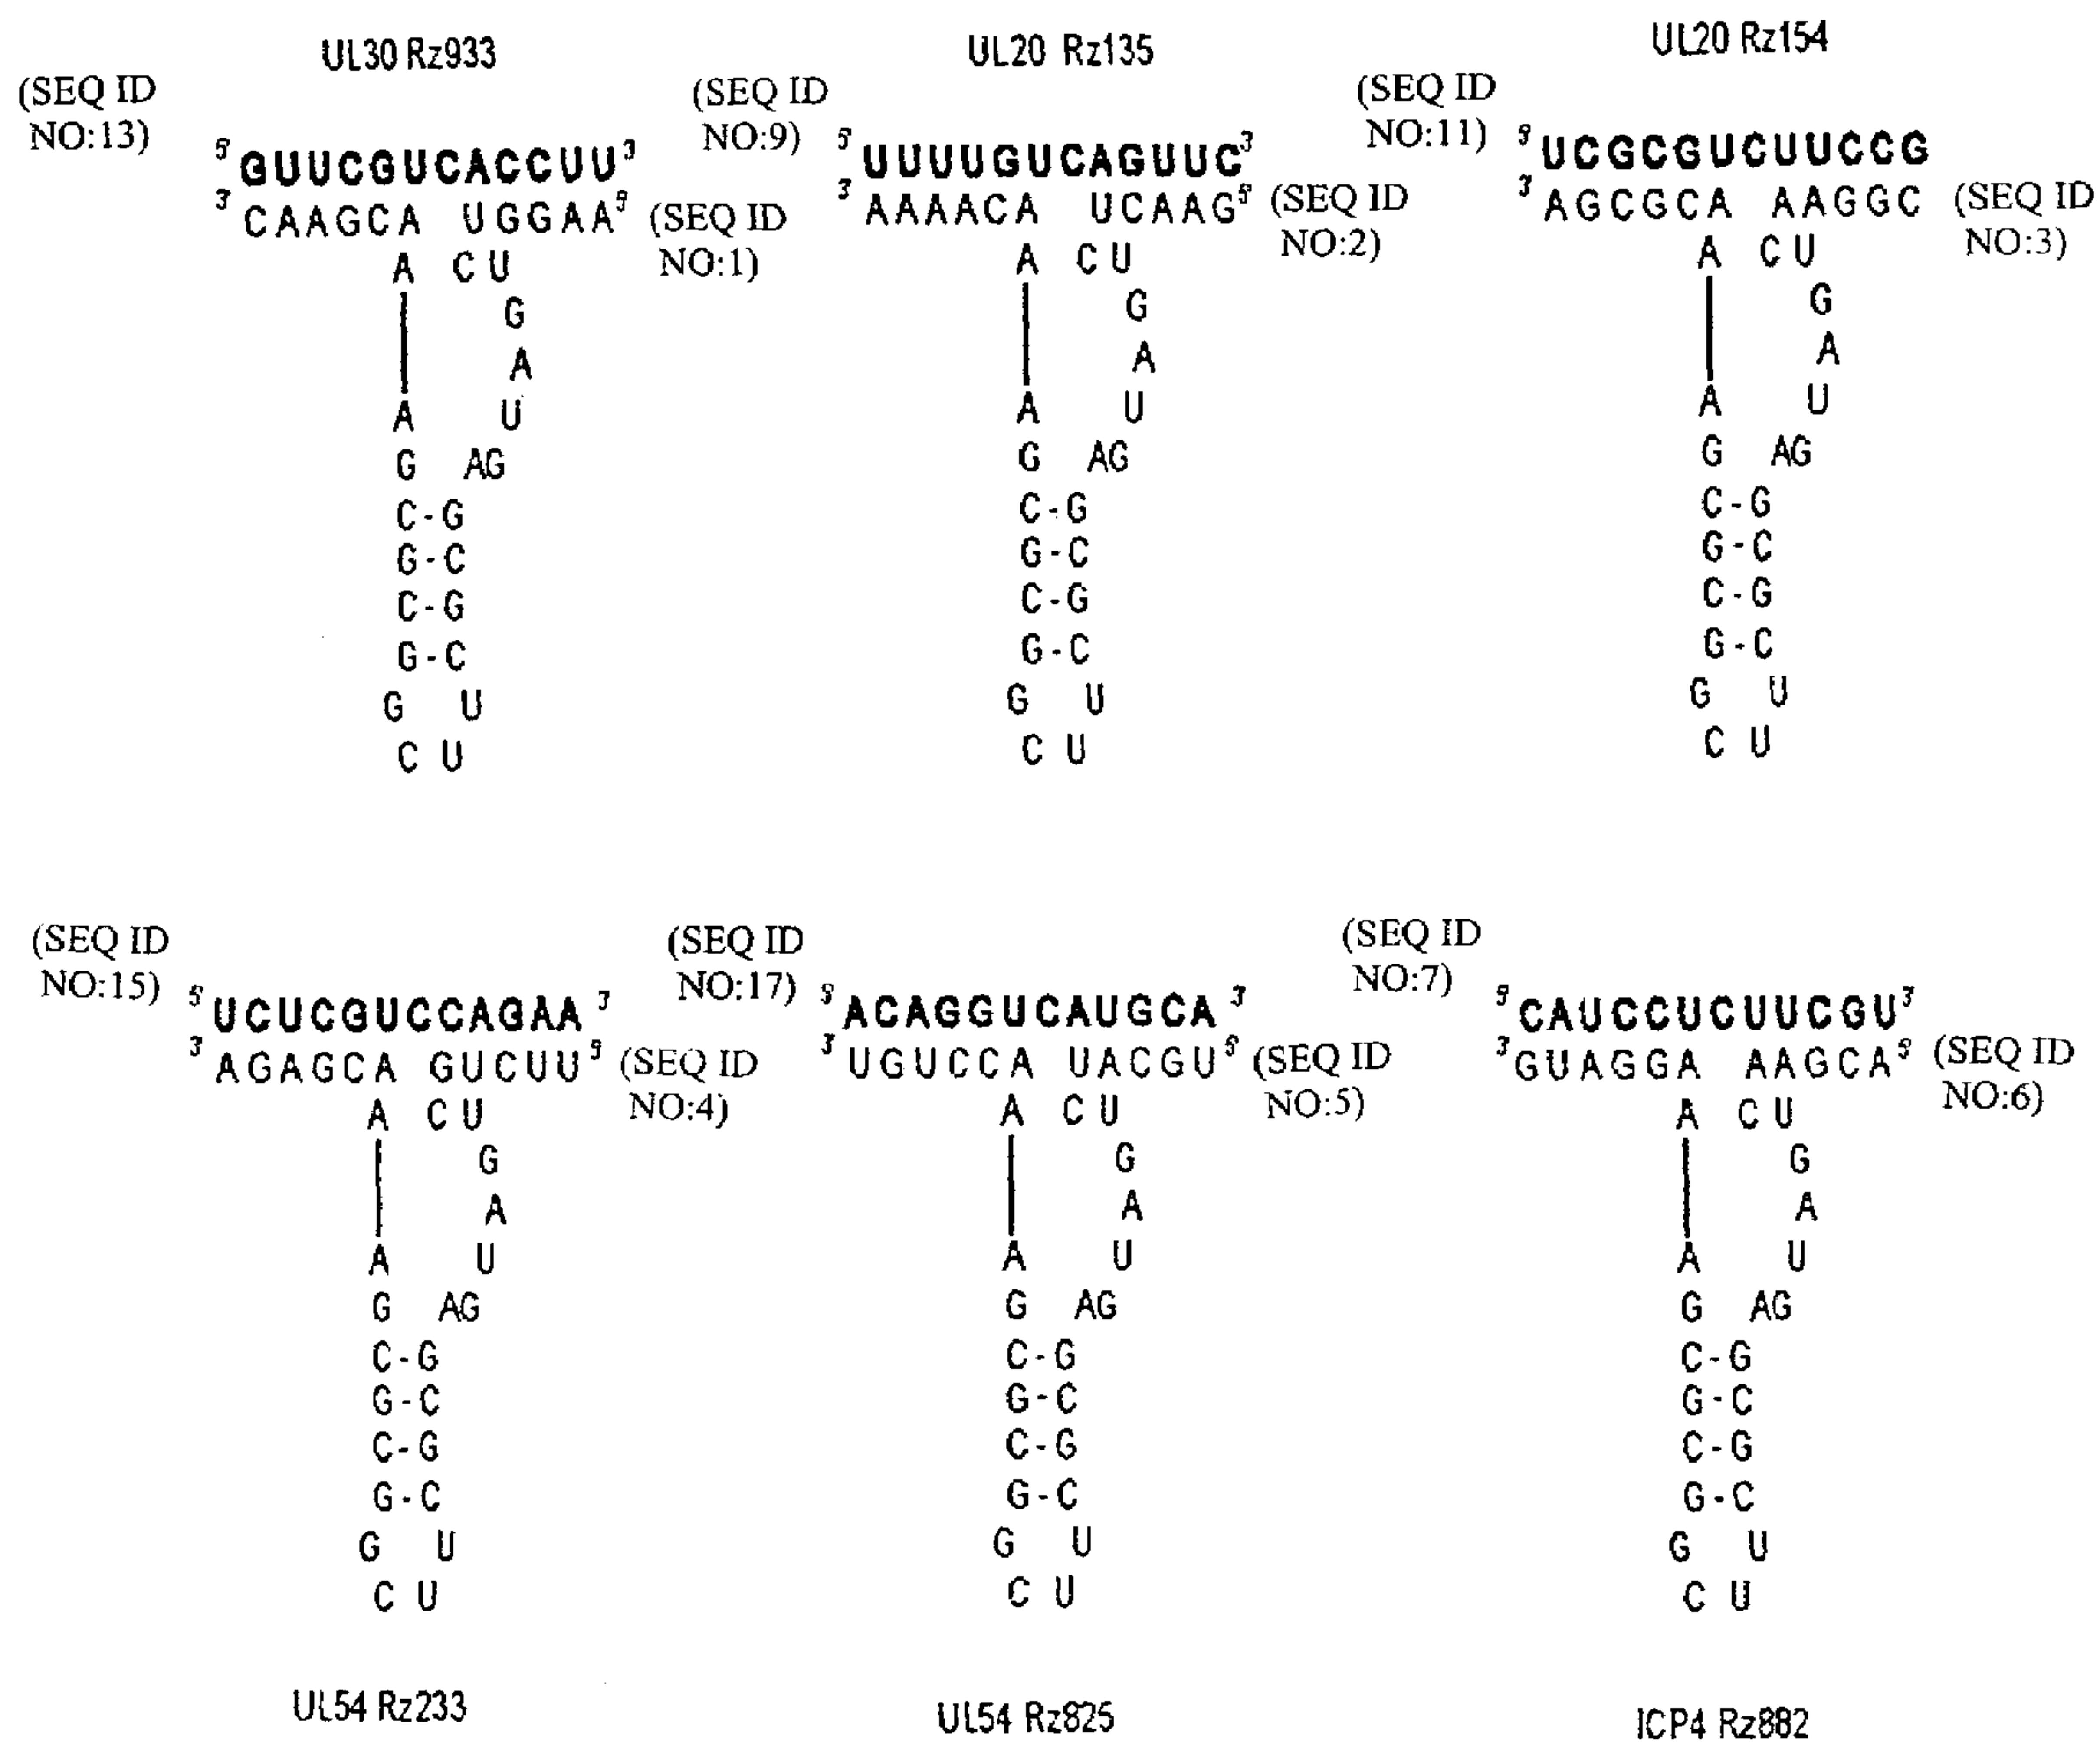 UL30 Rz933
(SEQ ID
NO:13)
5' GUUCGUCACCUU 3'
3' CAAGCA UGGAA 5' (SEQ ID
NO:1)
A CU
G
A
A U
G AG
C-G
G-C
C-G
G-C
G U
C U
UL20 Rz135
(SEQ ID
NO:9)
5' UUUUGUCAGUUC 3'
3' AAAACA UCAAG 5' (SEQ ID
NO:2)
A CU
G
A
A U
G AG
C-G
G-C
C-G
G-C
G U
C U
UL20 Rz154
(SEQ ID
NO:11)
5' UCGCGUCUUCCG
3' AGCGCA AAGGC (SEQ ID
NO:3)
A CU
G
A
A U
G AG
C-G
G-C
C-G
G-C
G U
C U
(SEQ ID
NO:15)
5' UCUCGUCCAGAA 3'
3' AGAGCA GUCUU 5' (SEQ ID
NO:4)
A CU
G
A
A U
G AG
C-G
G-C
C-G
G-C
G U
C U
UL54 Rz233
(SEQ ID
NO:17)
5' ACAGGUCAUGCA 3'
3' UGUCCA UACGU 5' (SEQ ID
NO:5)
A CU
G
A
A U
G AG
C-G
G-C
C-G
G-C
G U
C U
UL54 Rz825
(SEQ ID
NO:7)
5' CAUCCUCUUCGU 3'
3' GUAGGA AAGCA 5' (SEQ ID
NO:6)
A CU
G
A
A U
G AG
C-G
G-C
C-G
G-C
G U
C U
ICP4 Rz882